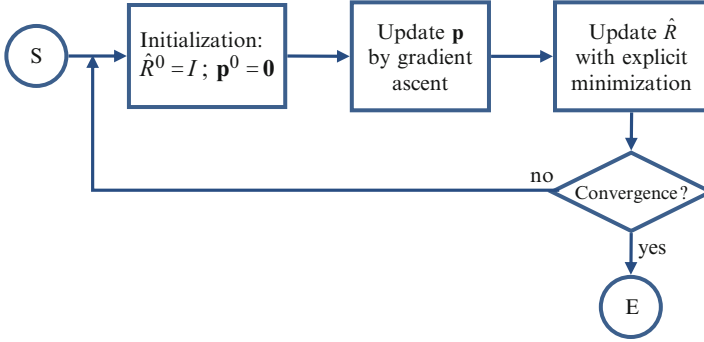 S
Initialization:
R̂⁰ = I ; 𝐩⁰ = 𝟎
Update 𝐩
by gradient
ascent
Update R̂
with explicit
minimization
Convergence?
no
yes
E